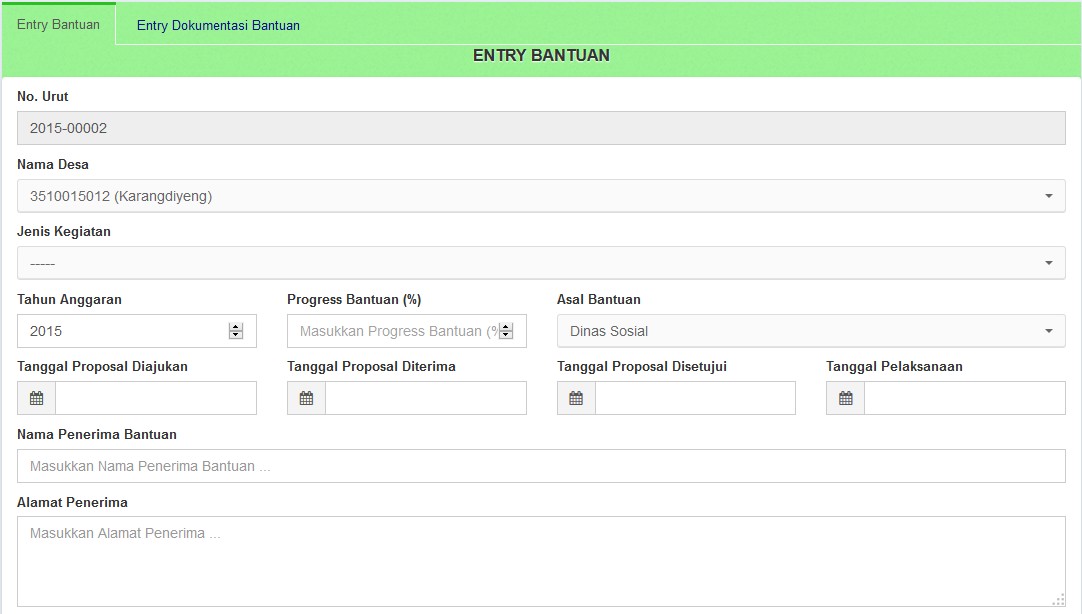 Entry Bantuan
Entry Dokumentasi Bantuan
ENTRY BANTUAN
No. Urut
2015-00002
Nama Desa
3510015012 (Karangdiyeng)
Jenis Kegiatan
-----
Tahun Anggaran
Progress Bantuan (%)
Asal Bantuan
2015
Masukkan Progress Bantuan (%
Dinas Sosial
Tanggal Proposal Diajukan
Tanggal Proposal Diterima
Tanggal Proposal Disetujui
Tanggal Pelaksanaan
Nama Penerima Bantuan
Masukkan Nama Penerima Bantuan ...
Alamat Penerima
Masukkan Alamat Penerima ...